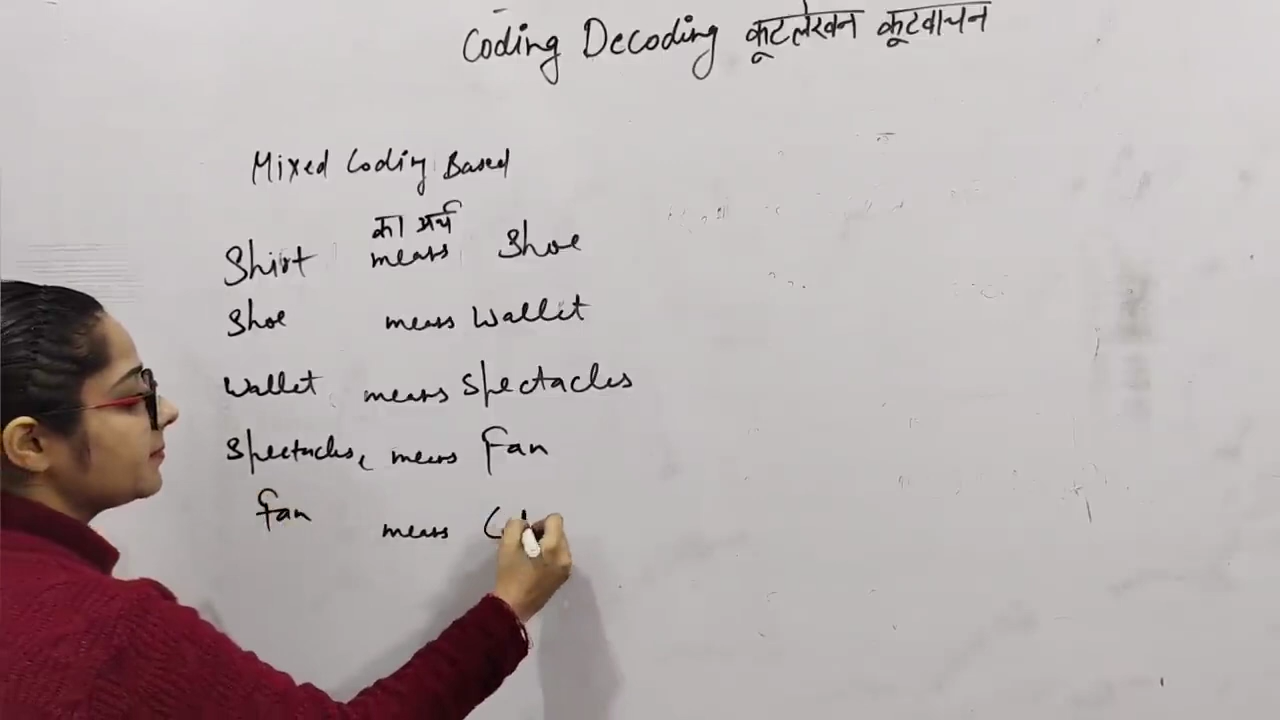 Coding Decoding कूटलेखन कूटवाचन
Mixed Coding Based
का अर्थ
Shirt means Shoe
Shoe means Wallet
Wallet means Spectacles
Spectacles means Fan
Fan means